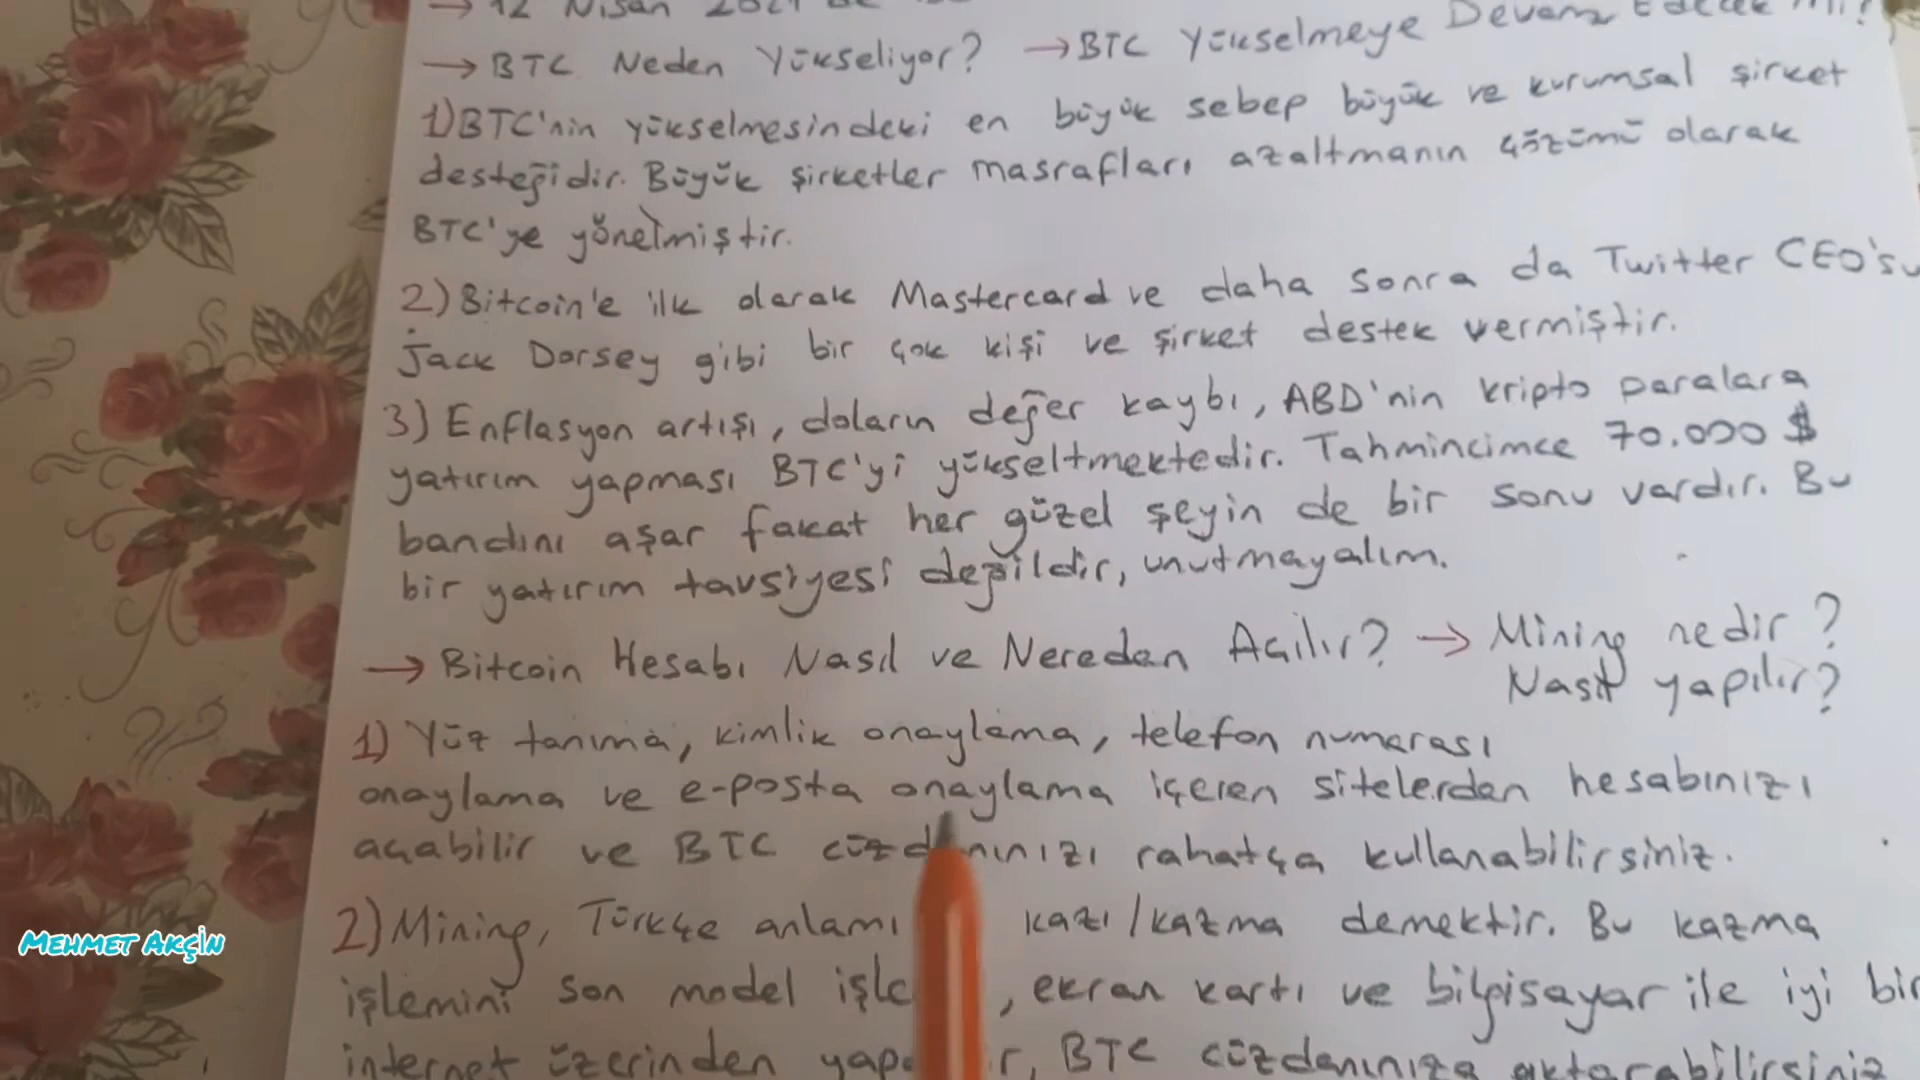 → 12 Nisan 2021
→ BTC Neden Yükseliyor? → BTC Yükselmeye Devam Edecek mi?
1) BTC'nin yükselmesindeki en büyük sebep büyük ve kurumsal şirket
desteğidir. Büyük şirketler masrafları azaltmanın çözümü olarak
BTC'ye yönelmiştir.
2) Bitcoin'e ilk olarak Mastercard ve daha sonra da Twitter CEO'su
Jack Dorsey gibi bir çok kişi ve şirket destek vermiştir.
3) Enflasyon artışı, doların değer kaybı, ABD'nin kripto paralara
yatırım yapması BTC'yi yükseltmektedir. Tahmincimce 70.000 $
bandını aşar fakat her güzel şeyin de bir sonu vardır. Bu
bir yatırım tavsiyesi değildir, unutmayalım.
→ Bitcoin Hesabı Nasıl ve Nereden Açılır? → Mining nedir?
Nasıl yapılır?
1) Yüz tanıma, kimlik onaylama, telefon numarası
onaylama ve e-posta onaylama içeren sitelerden hesabınızı
açabilir ve BTC cüzdanınızı rahatça kullanabilirsiniz.
2) Mining, Türkçe anlamı kazı/kazma demektir. Bu kazma
işlemini son model , ekran kartı ve bilgisayar ile iyi bir
internet üzerinden , BTC cüzdanınıza aktarabilirsiniz
MEHMET AKÇİN